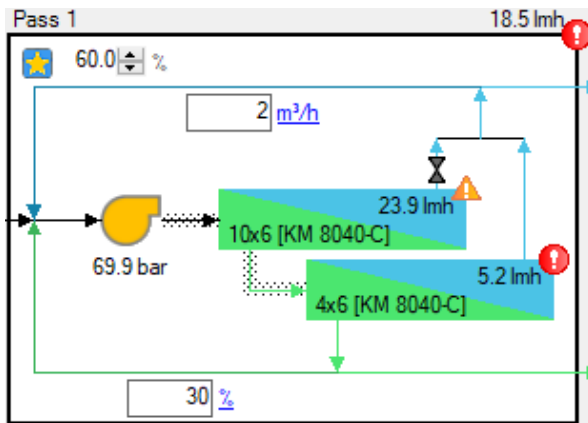 Pass 1 18.5 lmh
60.0 %
2 m³/h
23.9 lmh
10x6 [KM 8040-C]
69.9 bar
5.2 lmh
4x6 [KM 8040-C]
30 %